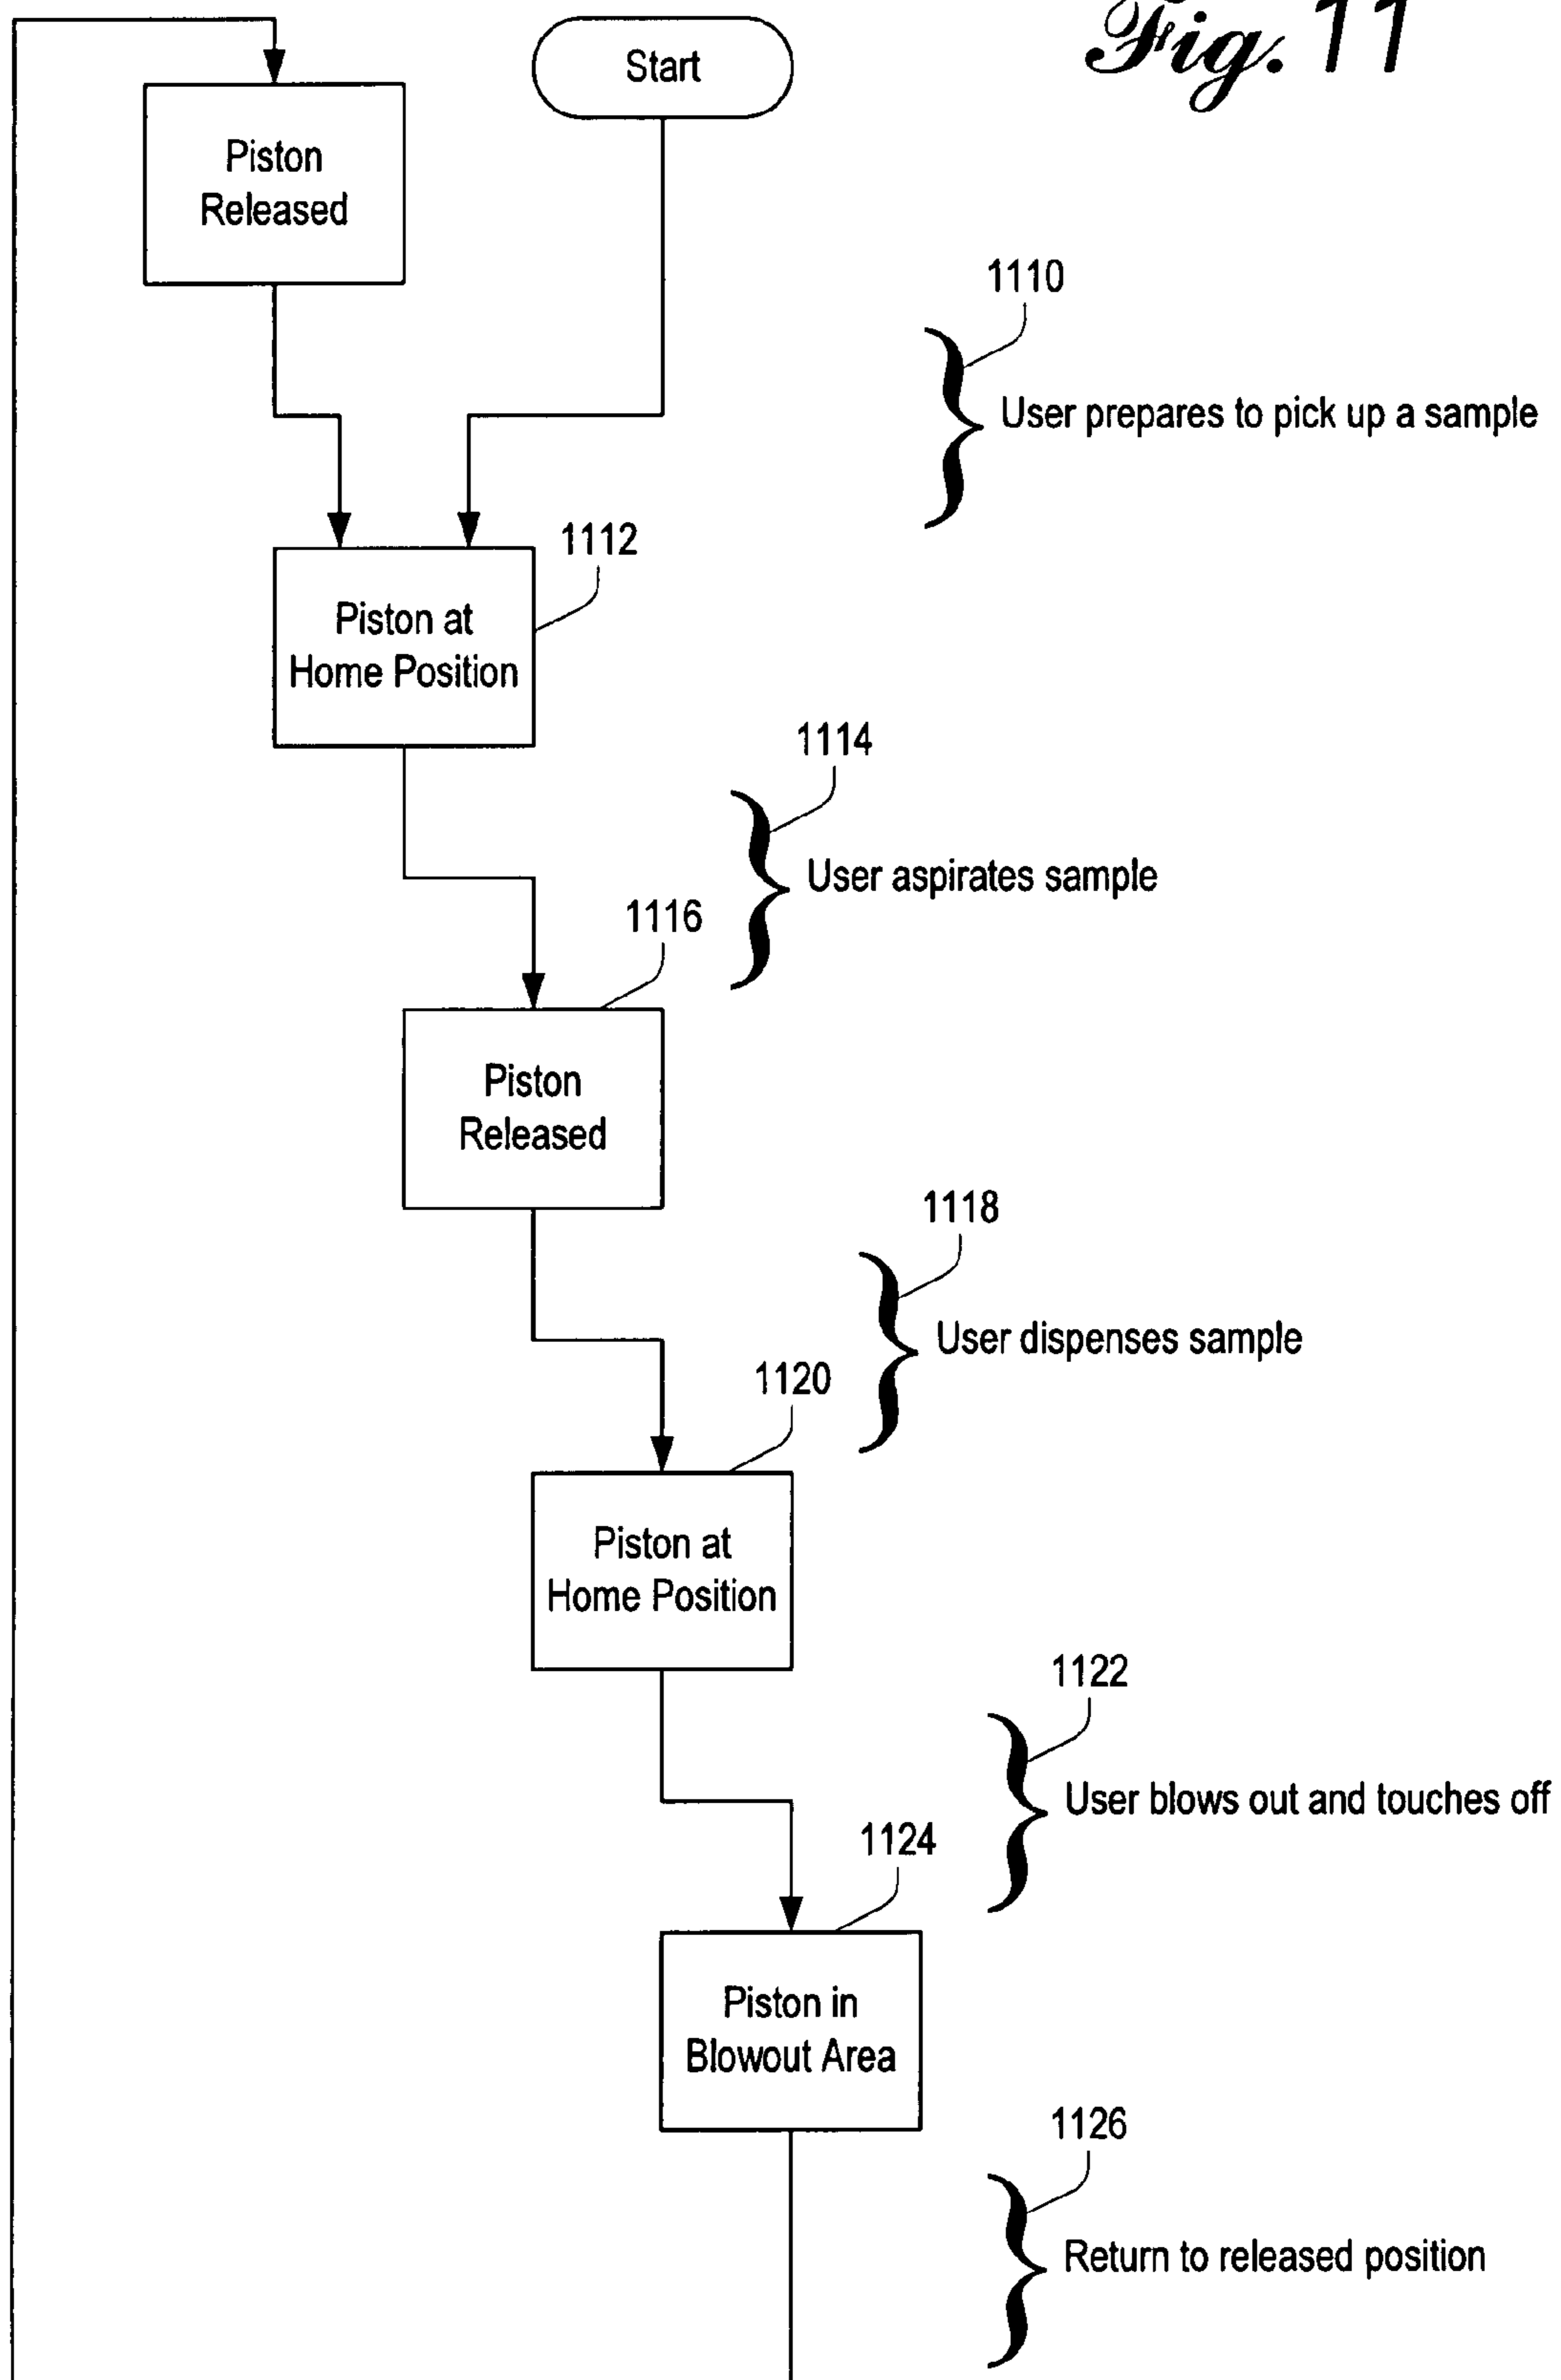 Fig. 11
Start
Piston
Released
1110
User prepares to pick up a sample
1112
Piston at
Home Position
1114
User aspirates sample
1116
Piston
Released
1118
User dispenses sample
1120
Piston at
Home Position
1122
User blows out and touches off
1124
Piston in
Blowout Area
1126
Return to released position